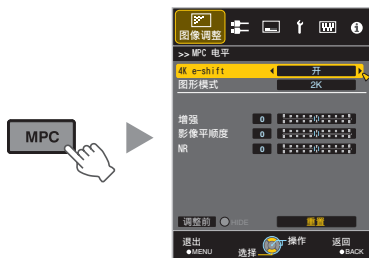 MPC
图像调整
>> MPC 电平
4K e-shift 开
图形模式 2K
增强 0
影像平顺度 0
NR 0
调整前 HIDE 重置
退出 操作 返回
MENU 选择 BACK